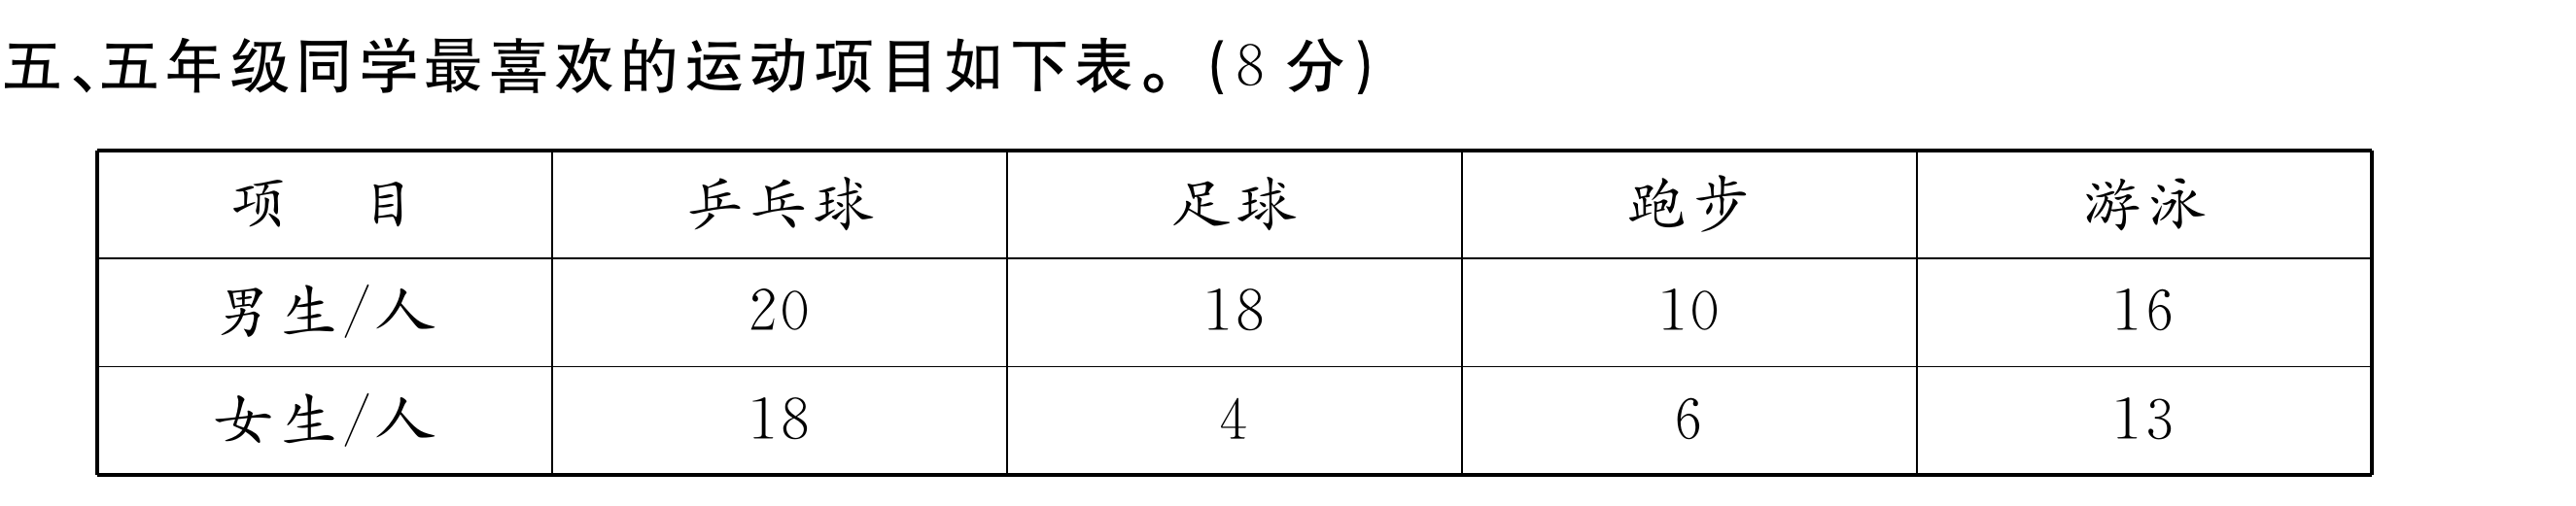 五、五年级同学最喜欢的运动项目如下表。(8 分)
项 目 乒乓球 足球 跑步 游泳
男生/人 20 18 10 16
女生/人 18 4 6 13